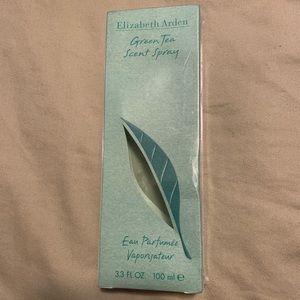 Elizabeth Arden
Green Tea
Scent Spray
Eau Parfumée
Vaporisateur
3.3 FL OZ 100 ml ℮